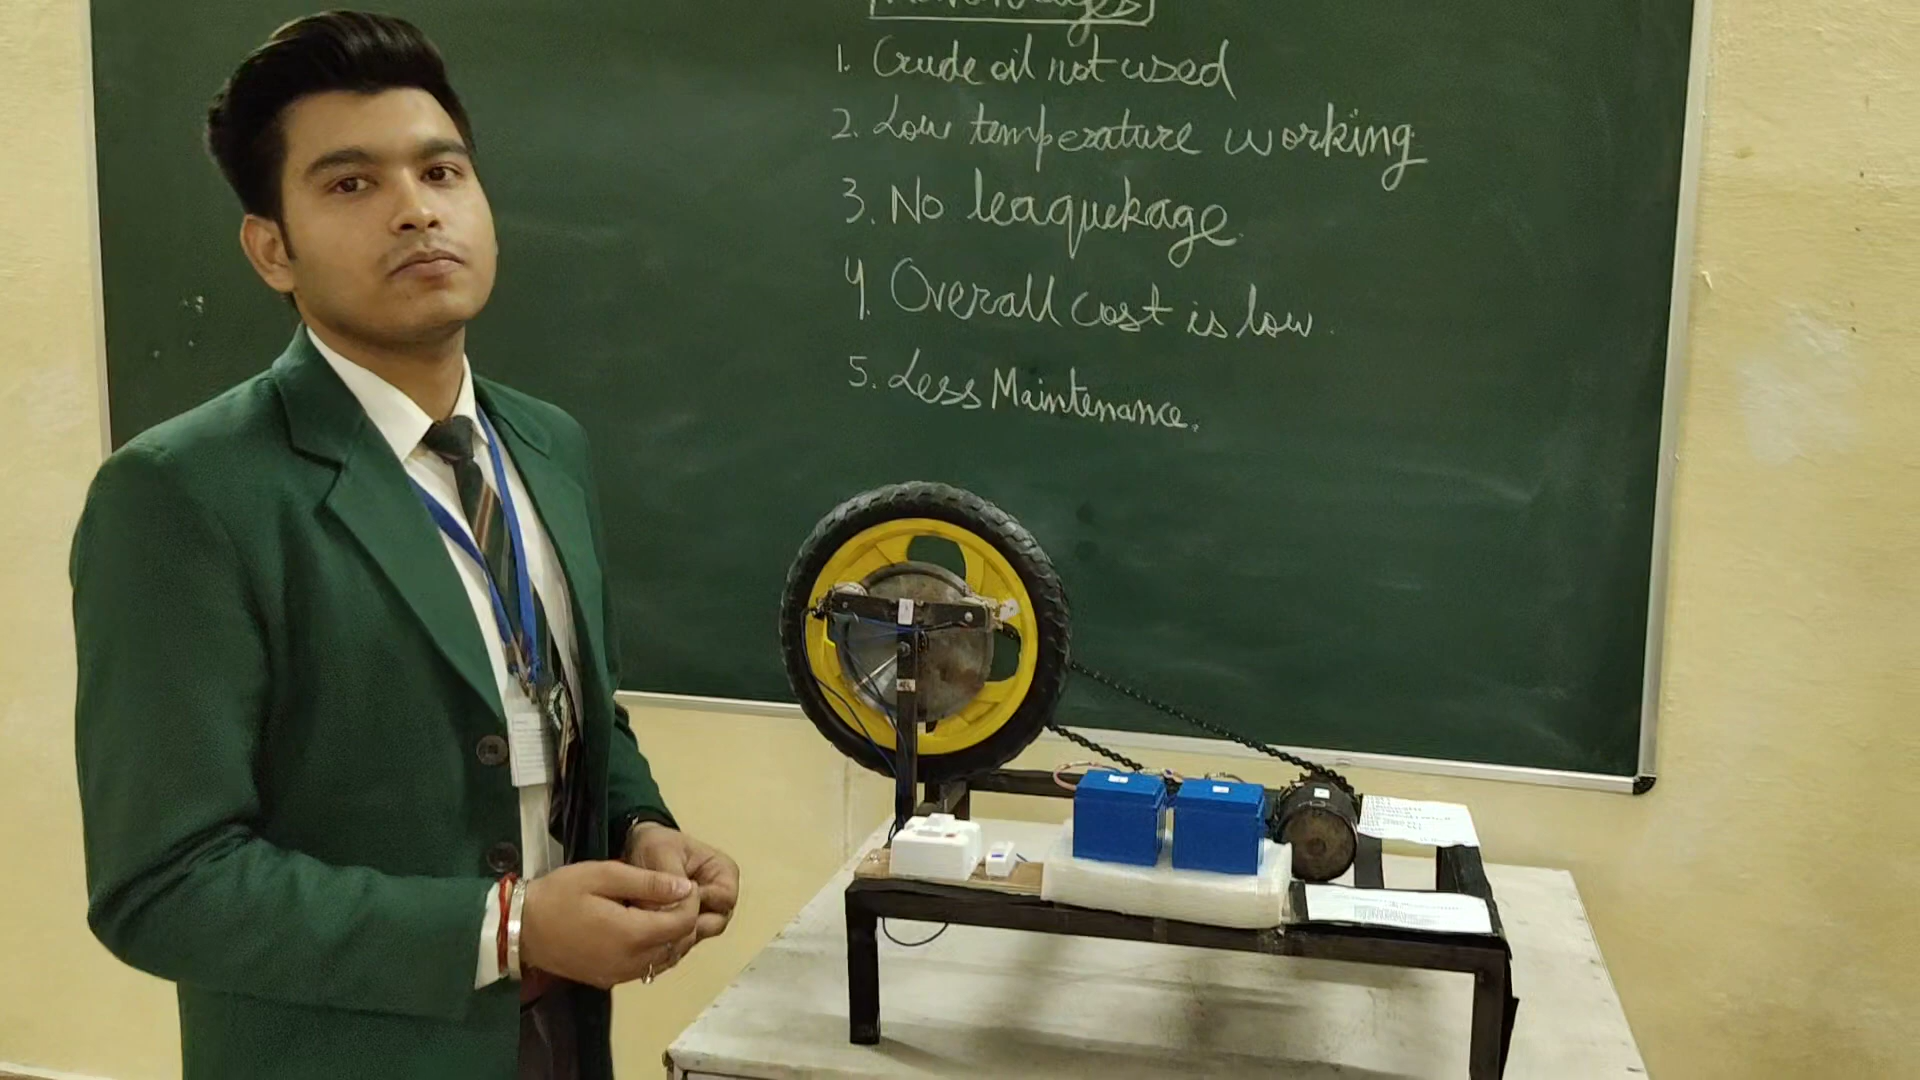 Advantages
1. Crude oil not used
2. Low temperature working
3. No leaquekage
4. Overall cost is low.
5. Less Maintenance.